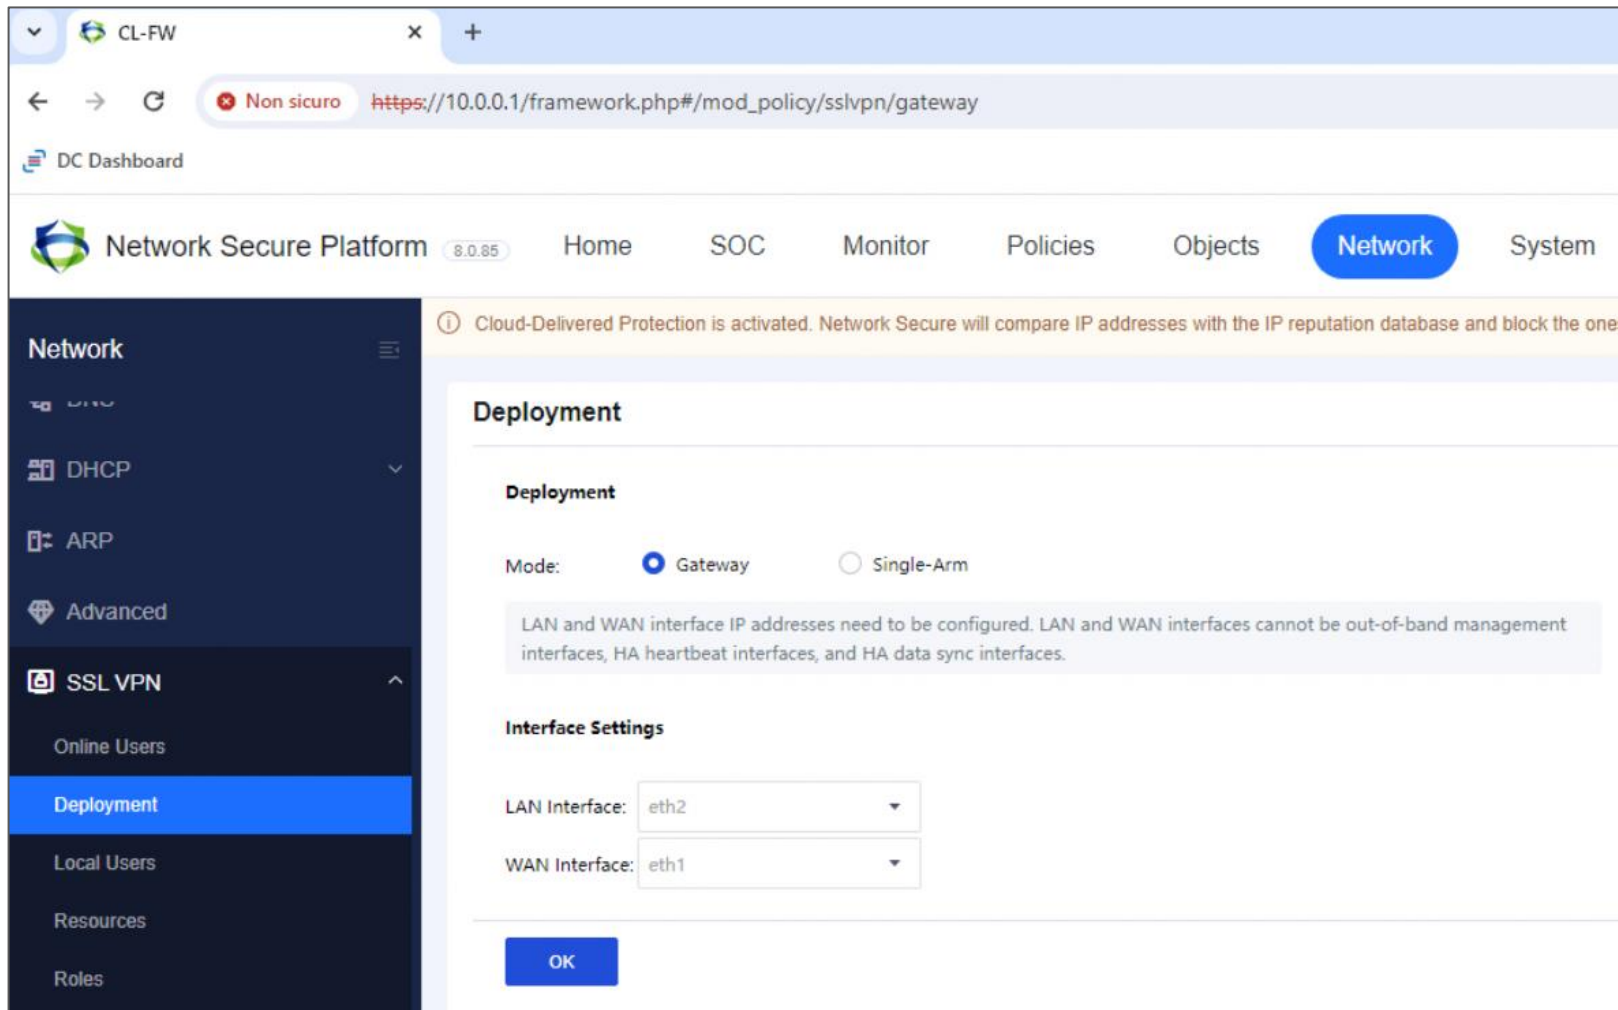 CL-FW
Non sicuro https://10.0.0.1/framework.php#/mod_policy/sslvpn/gateway
DC Dashboard
Network Secure Platform 8.0.85 Home SOC Monitor Policies Objects Network System
Cloud-Delivered Protection is activated. Network Secure will compare IP addresses with the IP reputation database and block the one
Network
DHCP
ARP
Advanced
SSL VPN
Online Users
Deployment
Local Users
Resources
Roles
Deployment
Deployment
Mode: Gateway Single-Arm
LAN and WAN interface IP addresses need to be configured. LAN and WAN interfaces cannot be out-of-band management
interfaces, HA heartbeat interfaces, and HA data sync interfaces.
Interface Settings
LAN Interface: eth2
WAN Interface: eth1
OK